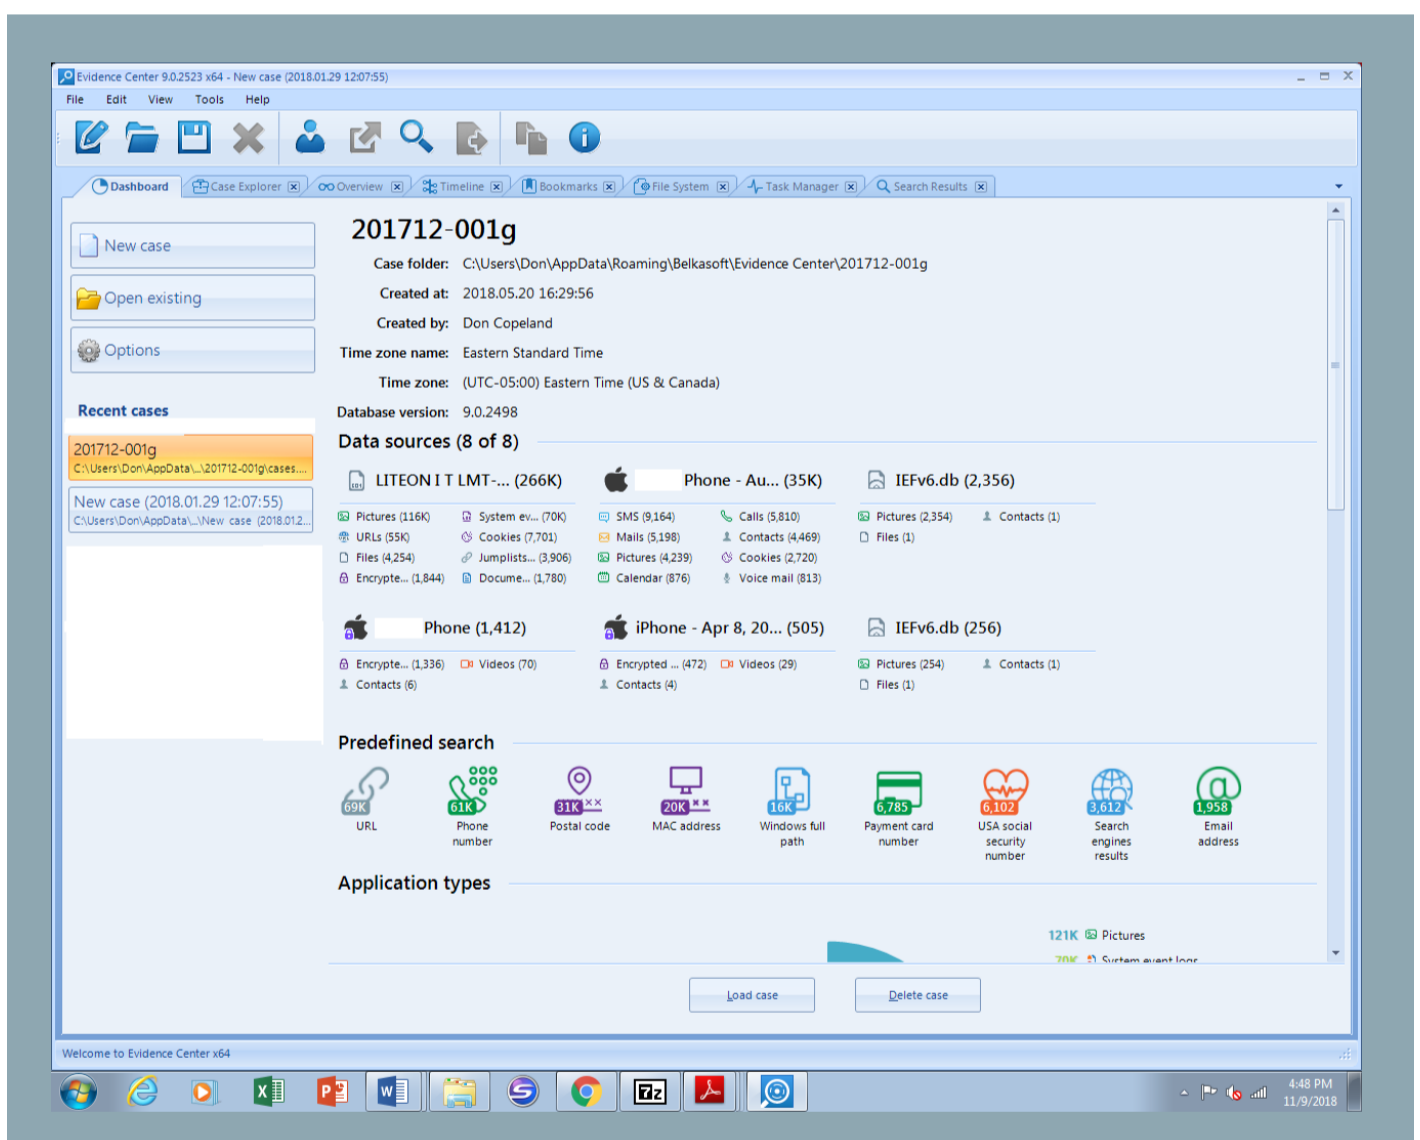 Evidence Center 9.0.2523 x64 - New case (2018.01.29 12:07:55)
File Edit View Tools Help
Dashboard Case Explorer Overview Timeline Bookmarks File System Task Manager Search Results
New case
Open existing
Options
Recent cases
201712-001g
C:\Users\Don\AppData\...\201712-001g\cases....
New case (2018.01.29 12:07:55)
C:\Users\Don\AppData\...\New case (2018.01.2...
201712-001g
Case folder: C:\Users\Don\AppData\Roaming\Belkasoft\Evidence Center\201712-001g
Created at: 2018.05.20 16:29:56
Created by: Don Copeland
Time zone name: Eastern Standard Time
Time zone: (UTC-05:00) Eastern Time (US & Canada)
Database version: 9.0.2498
Data sources (8 of 8)
LITEON I T LMT-... (266K) Phone - Au... (35K) IEFv6.db (2,356)
Pictures (116K) System ev... (70K) SMS (9,164) Calls (5,810) Pictures (2,354) Contacts (1)
URLs (55K) Cookies (7,701) Mails (5,198) Contacts (4,469) Files (1)
Files (4,254) Jumplists... (3,906) Pictures (4,239) Cookies (2,720)
Encrypte... (1,844) Docume... (1,780) Calendar (876) Voice mail (813)
Phone (1,412) iPhone - Apr 8, 20... (505) IEFv6.db (256)
Encrypte... (1,336) Videos (70) Encrypted ... (472) Videos (29) Pictures (254) Contacts (1)
Contacts (6) Contacts (4) Files (1)
Predefined search
69K 61K 31K 20K 16K 6,785 6,102 3,612 1,958
URL Phone number Postal code MAC address Windows full path Payment card number USA social security number Search engines results Email address
Application types
121K Pictures
70K System event logs
Load case Delete case
Welcome to Evidence Center x64
7z
4:48 PM
11/9/2018